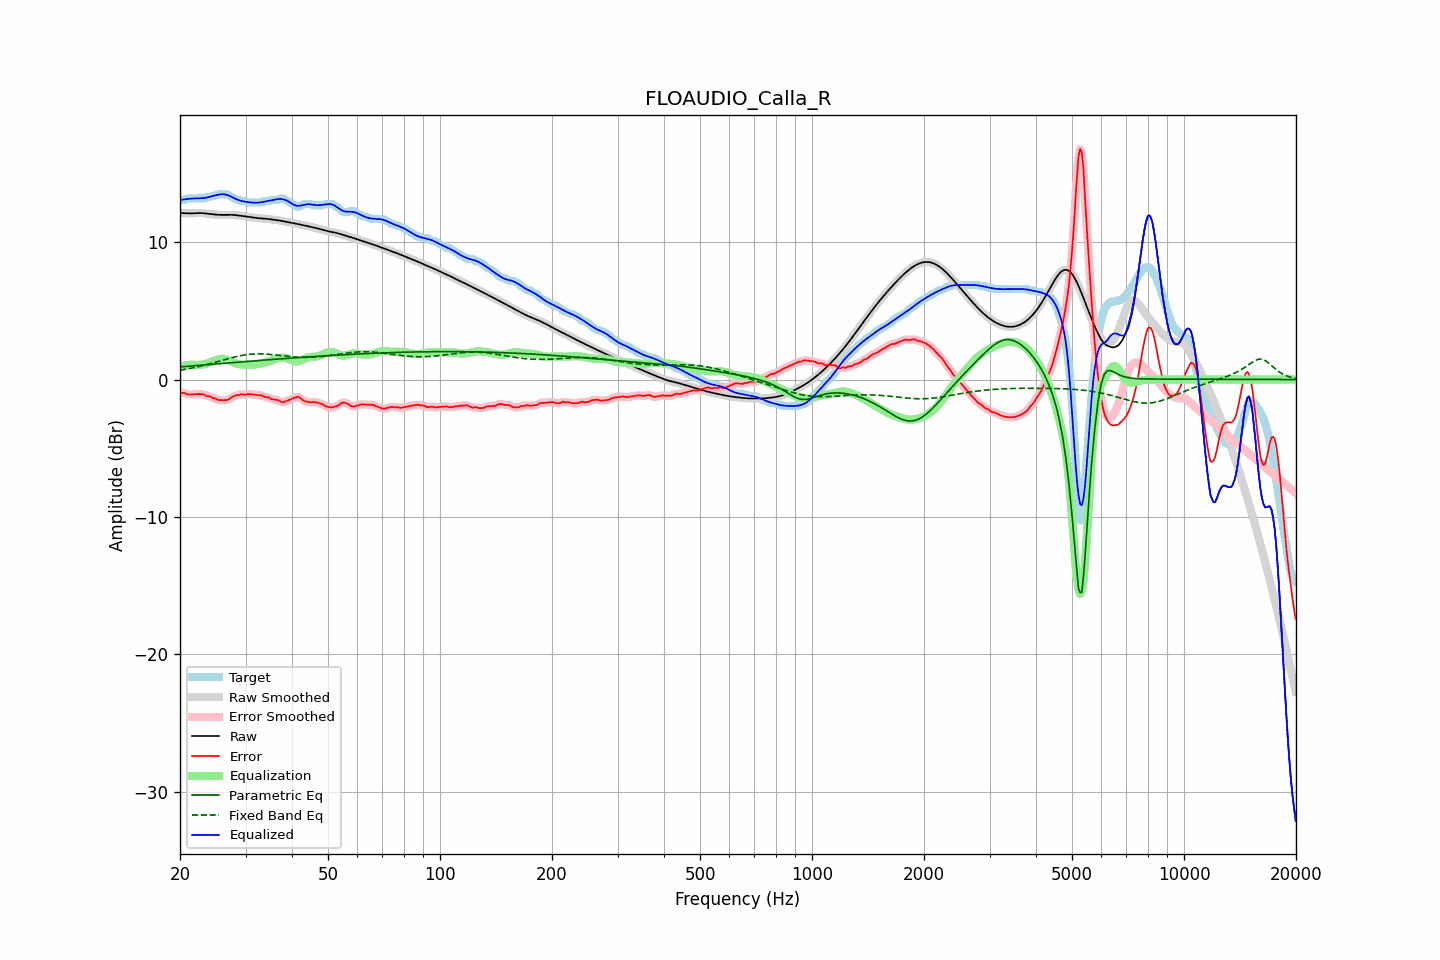 FLOAUDIO_Calla_R
Amplitude (dBr)
10
0
−10
−20
−30
Target
Raw Smoothed
Error Smoothed
Raw
Error
Equalization
Parametric Eq
Fixed Band Eq
Equalized
20
50
100
200
500
1000
2000
5000
10000
20000
Frequency (Hz)